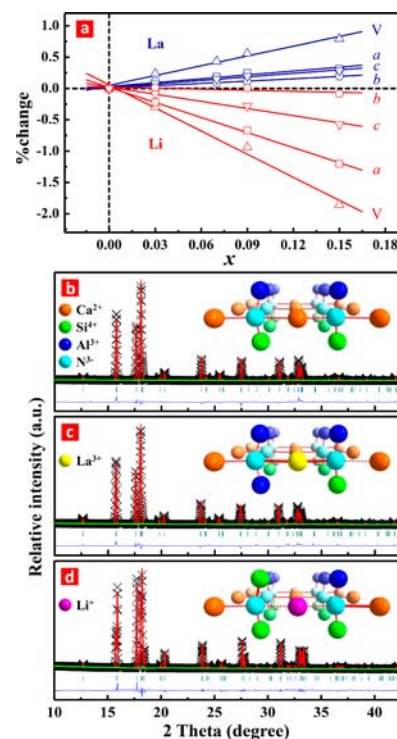 a
La
Li
V
a
c
b
b
c
a
V
1.0
0.5
0.0
-0.5
-1.0
-1.5
-2.0
%change
0.00 0.03 0.06 0.09 0.12 0.15 0.18
x
b
Ca²⁺
Si⁴⁺
Al³⁺
N³⁻
c
La³⁺
d
Li⁺
Relative intensity (a.u.)
10 15 20 25 30 35 40
2 Theta (degree)